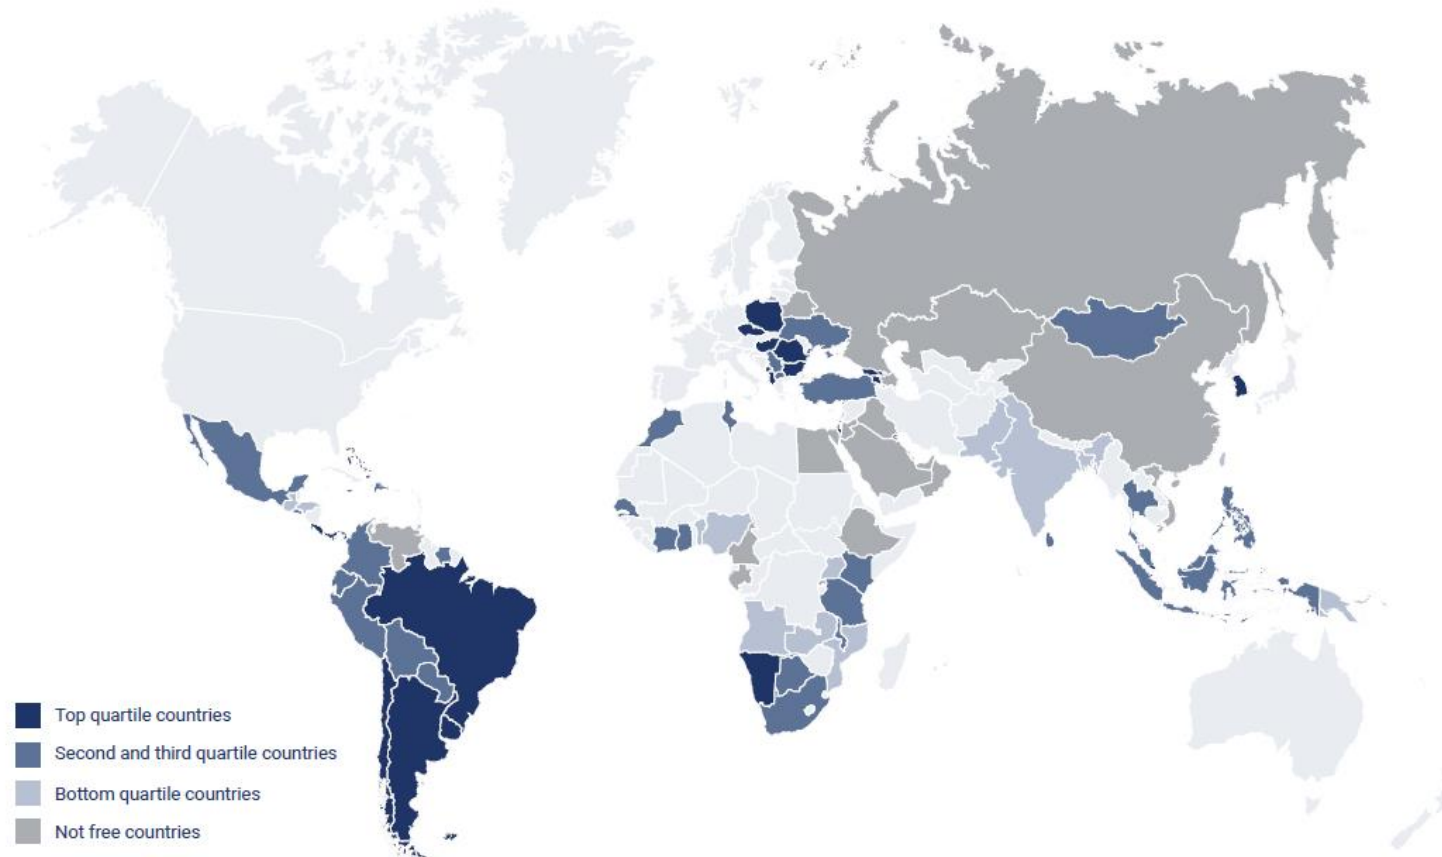 Top quartile countries
Second and third quartile countries
Bottom quartile countries
Not free countries